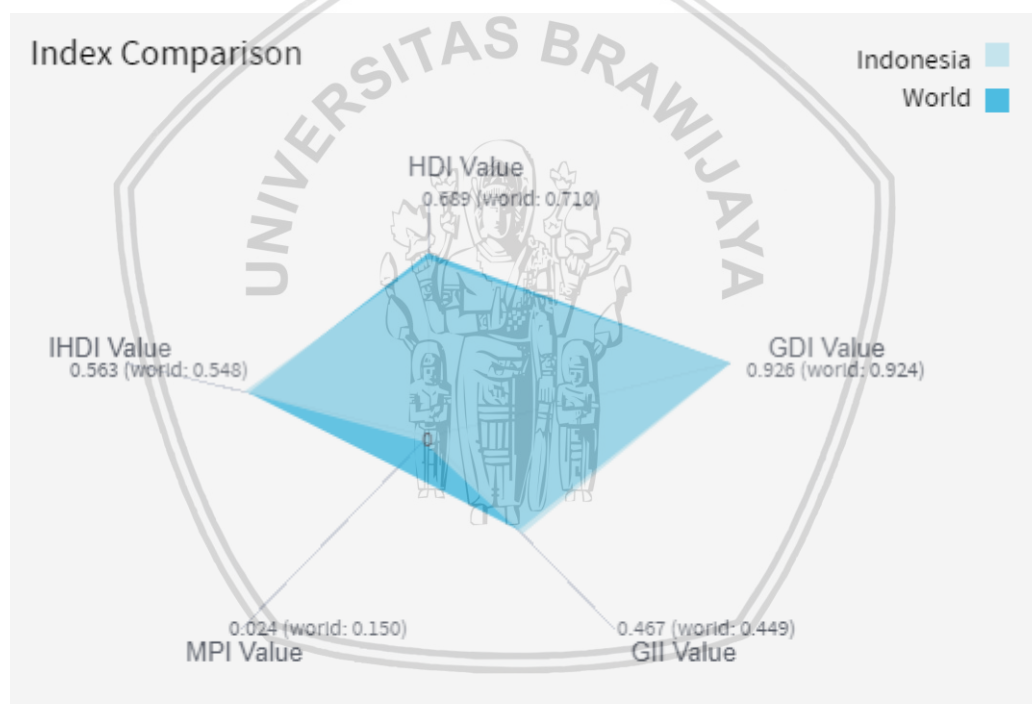 UNIVERSITAS BRAWIJAYA
Index Comparison
Indonesia
World
HDI Value
0.689 (world: 0.710)
IHDI Value
0.563 (world: 0.548)
GDI Value
0.926 (world: 0.924)
0
0.024 (world: 0.150)
MPI Value
0.467 (world: 0.449)
GII Value